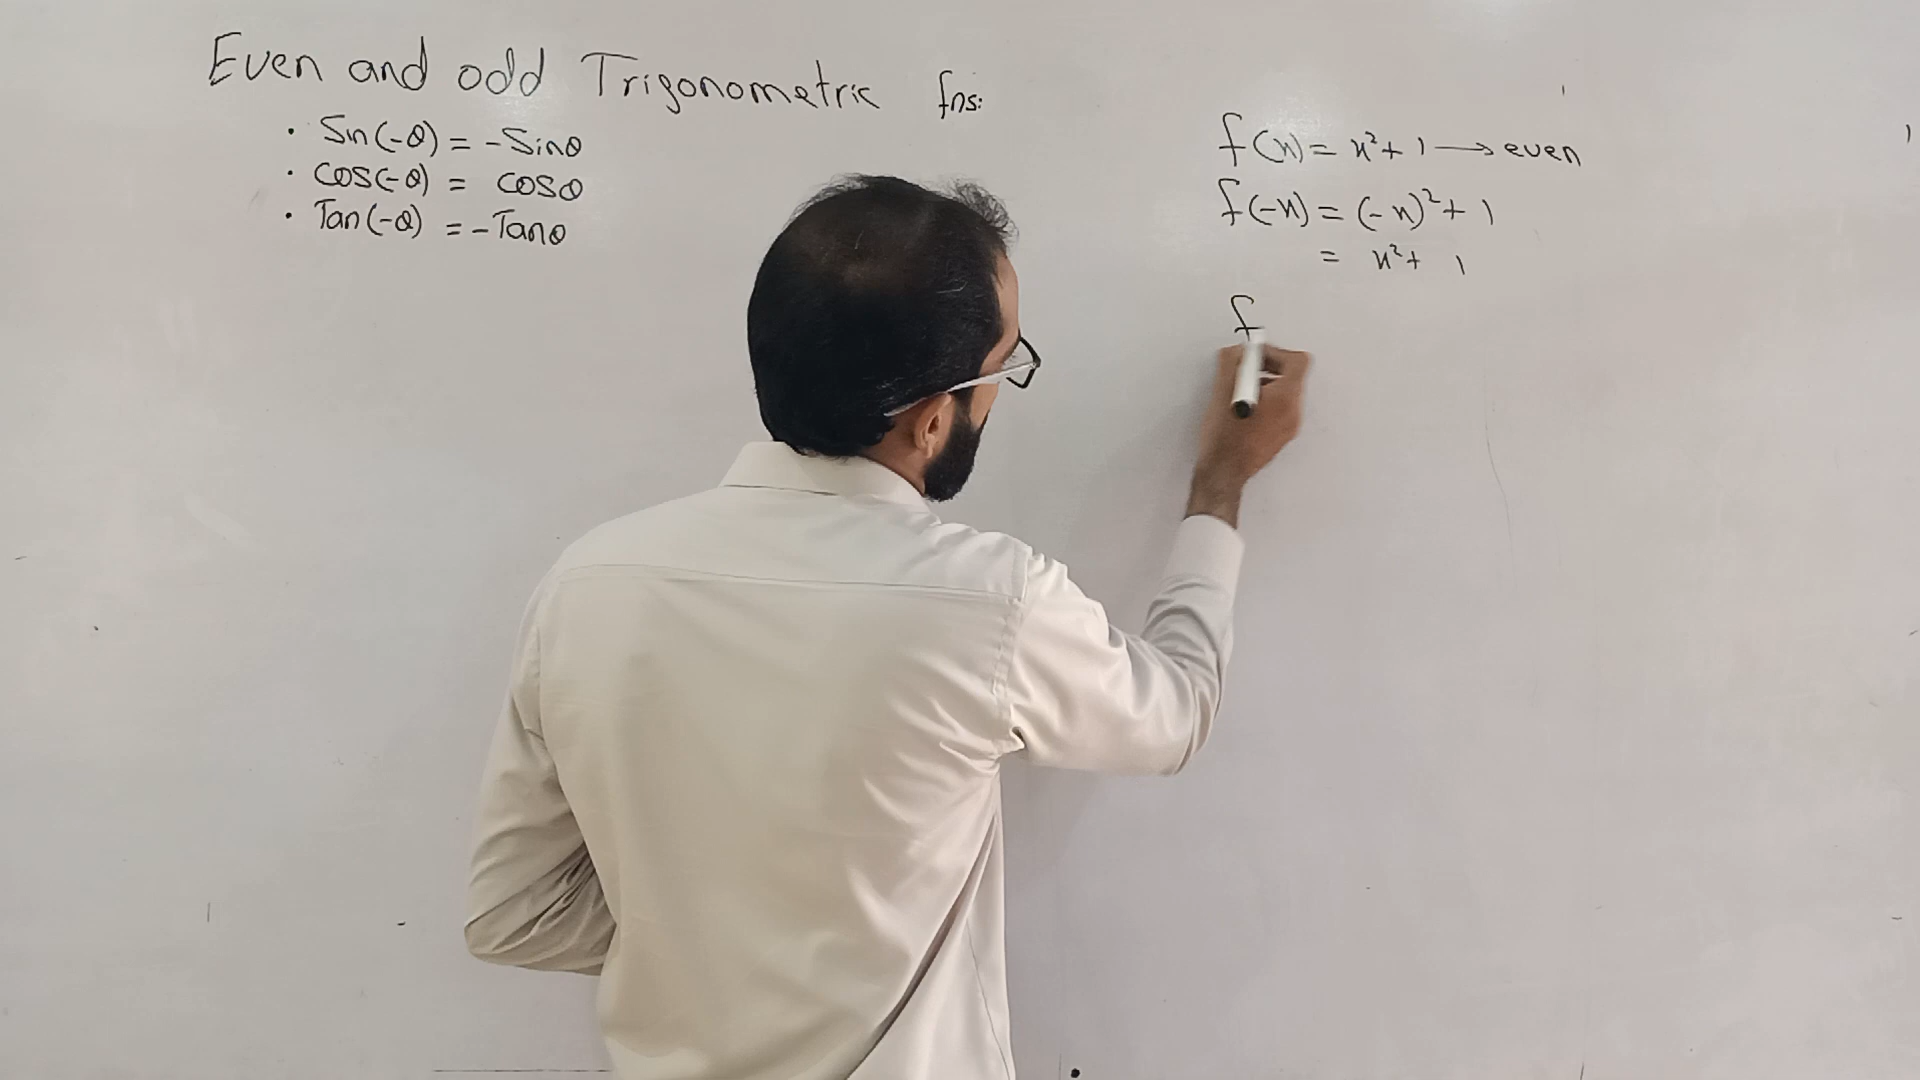 Even and odd Trigonometric fns:
• Sin(-θ) = -Sinθ
• Cos(-θ) = Cosθ
• Tan(-θ) = -Tanθ
f(x) = x²+1 → even
f(-x) = (-x)²+1
= x²+1
f